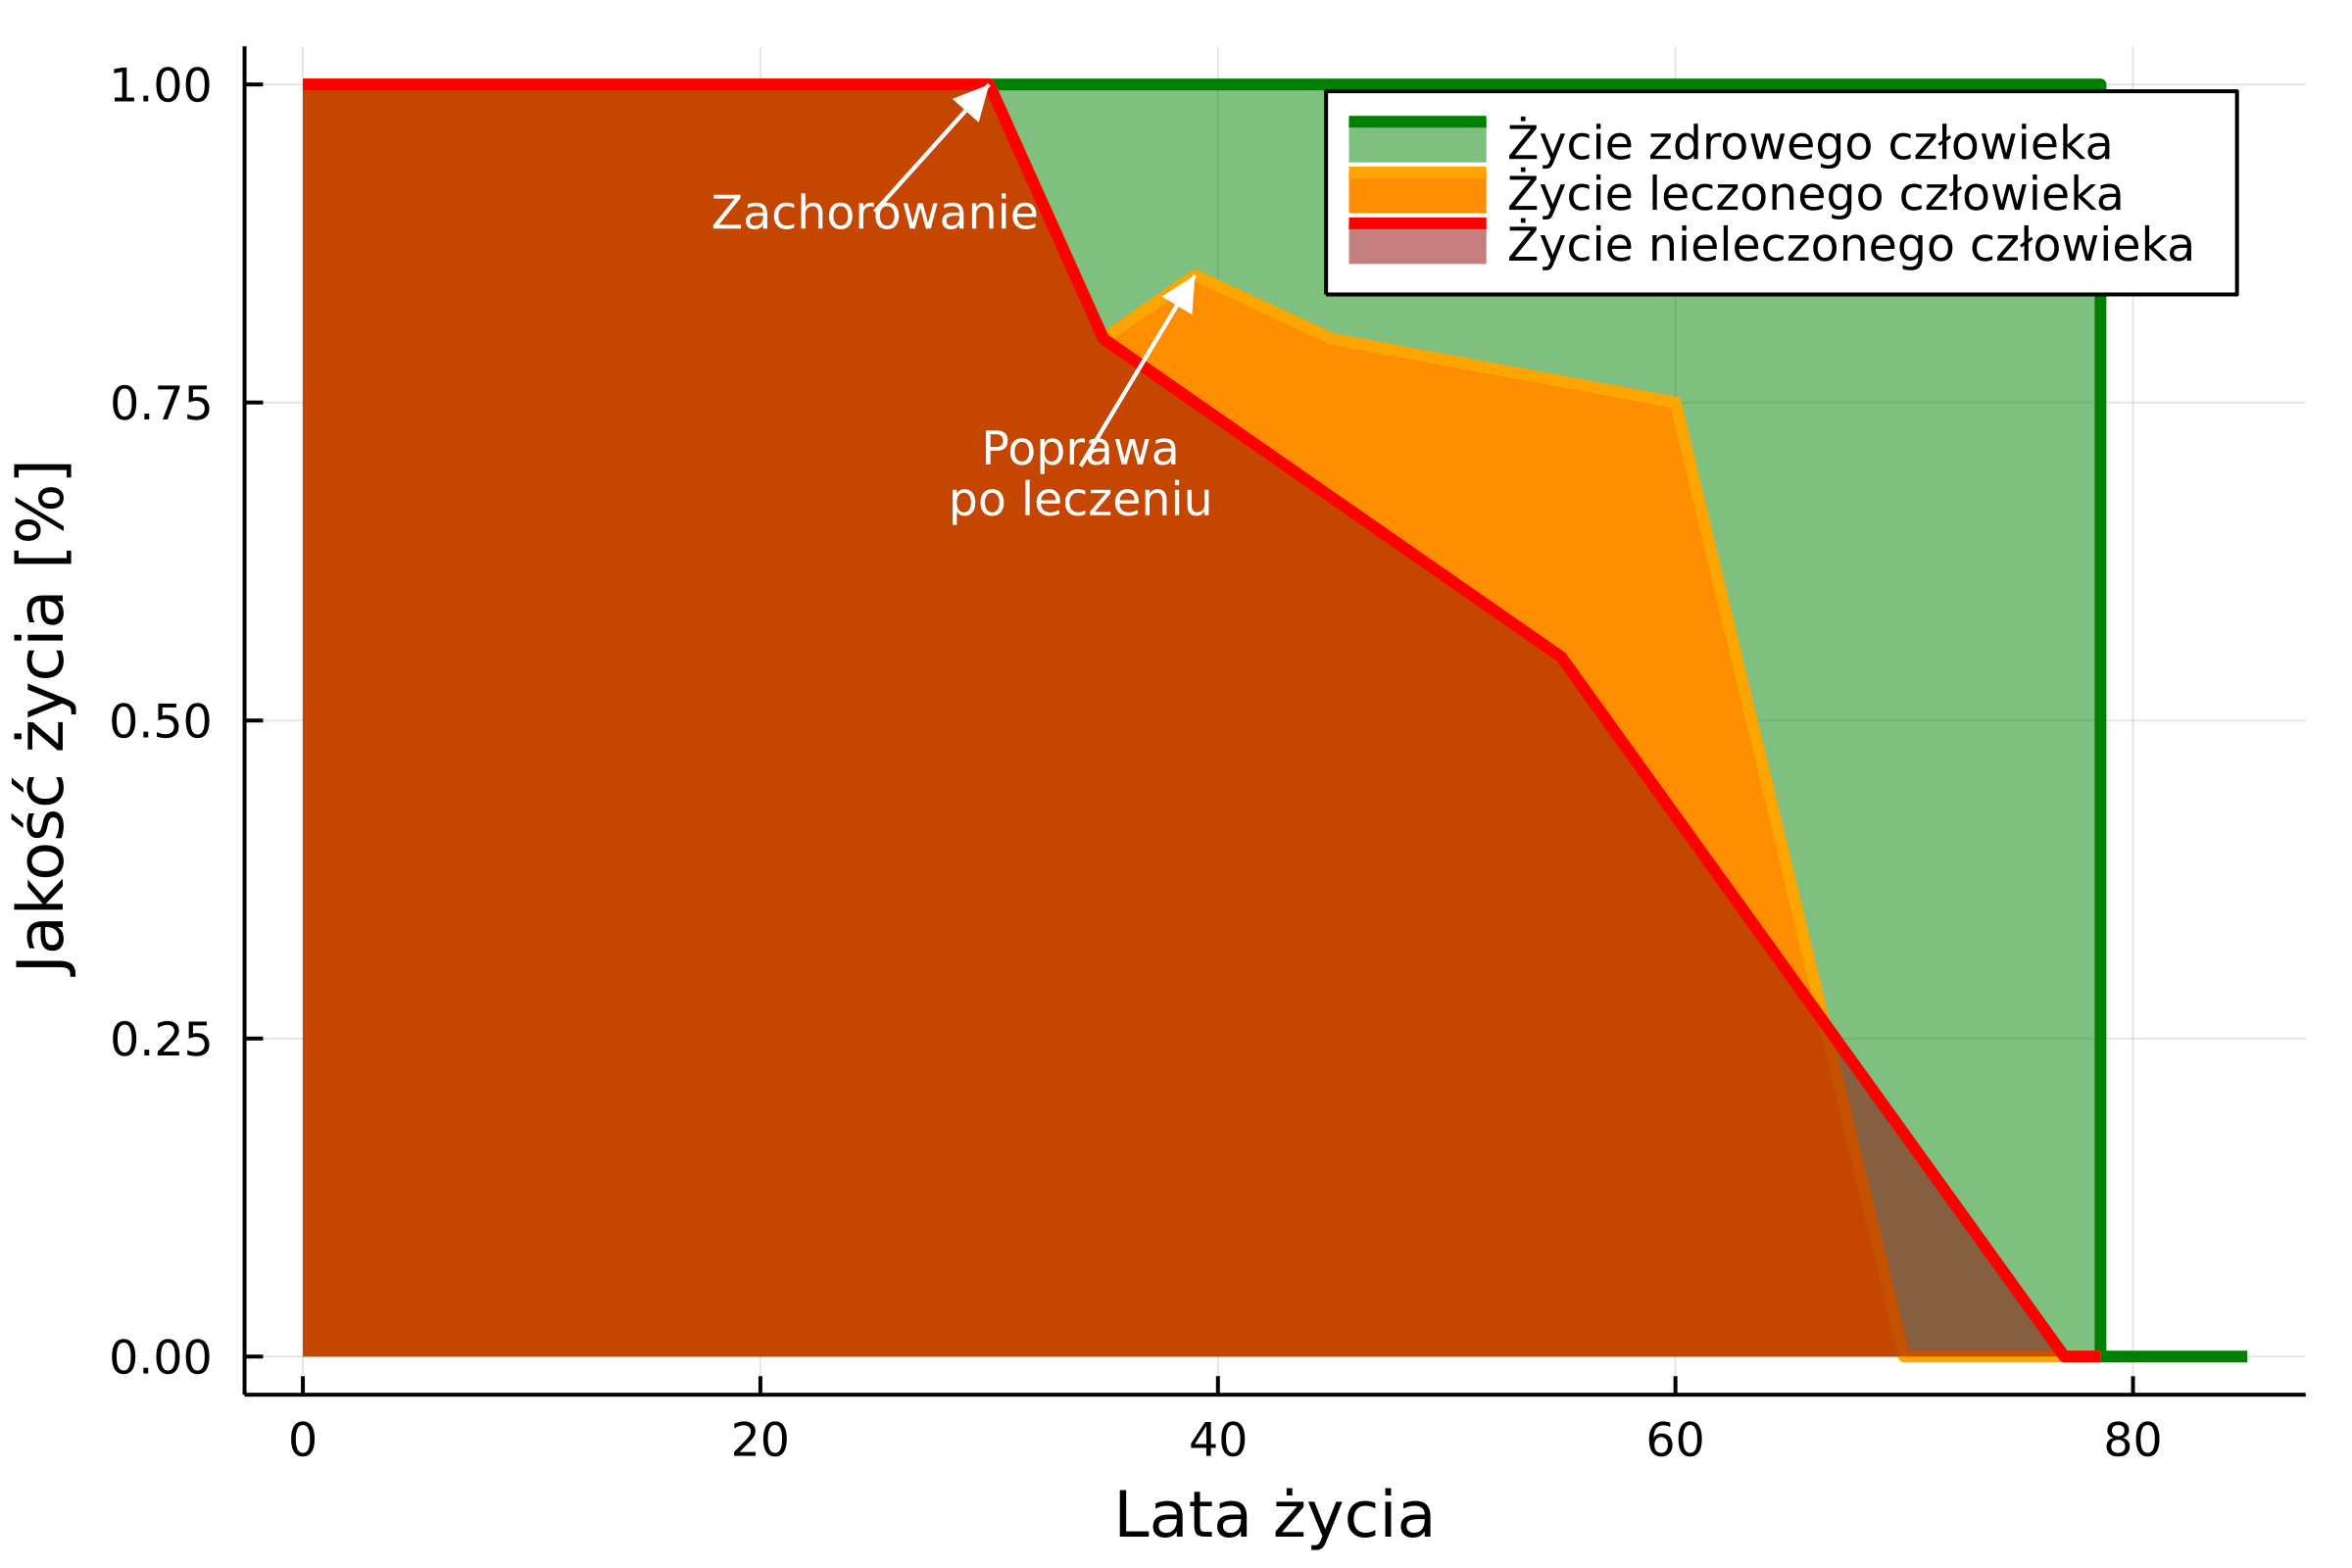 1.00
0.75
0.50
0.25
0.00
Jakość życia [%]
Życie zdrowego człowieka
Życie leczonego człowieka
Życie nieleczonego człowieka
Zachorowanie
Poprawa
po leczeniu
0 20 40 60 80
Lata życia